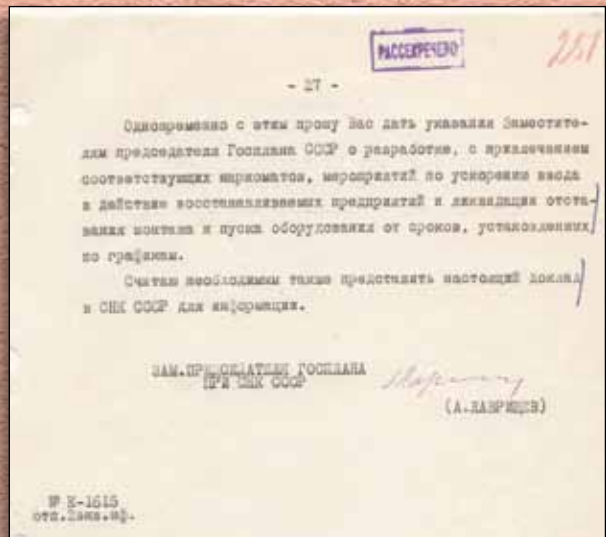 РАССЕКРЕЧЕНО
251
- 27 -
Одновременно с этим прошу Вас дать указания Заместите-
лям председателя Госплана СССР о разработке, с привлечением
соответствующих наркоматов, мероприятий по ускорению ввода
в действие восстанавливаемых предприятий и ликвидации отста-
вания монтажа и пуска оборудования от сроков, установленных
по графикам.
Считаю необходимым также представить настоящий доклад
в СНК СССР для информации.
ЗАМ.ПРЕДСЕДАТЕЛЯ ГОСПЛАНА
ПРИ СНК СССР
(А.ЛАВРИЩЕВ)
№ Е-1615
отп.2экз.